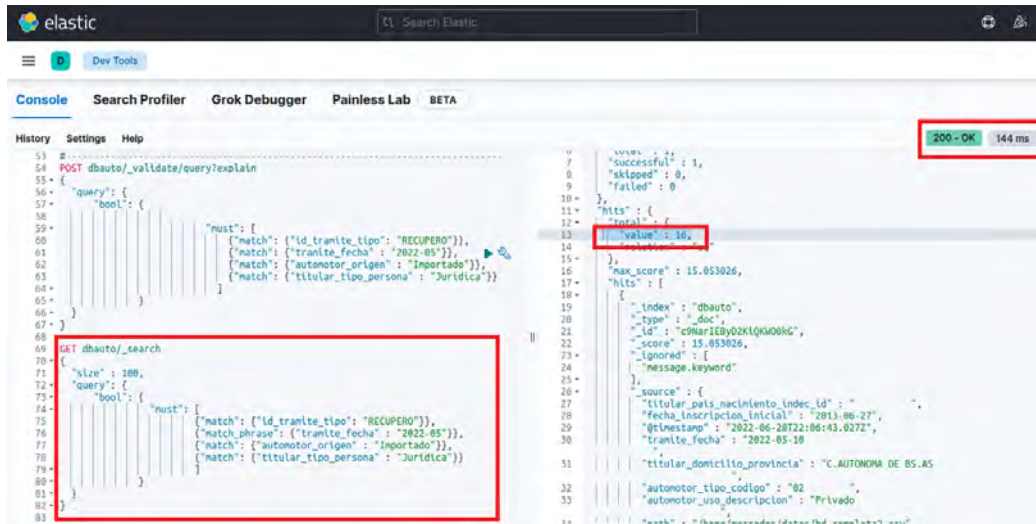 elastic
Search Elastic
D
Dev Tools
Console Search Profiler Grok Debugger Painless Lab BETA
History Settings Help
200 - OK 144 ms
53 #
54 POST dbauto/_validate/query?explain
55 {
56 "query": {
57 "bool": {
58
59 "must": [
60 {"match": {"id_tramite_tipo": "RECUPERO"}},
61 {"match": {"tramite_fecha" : "2022-05"}},
62 {"match": {"automotor_origen" : "Importado"}},
63 {"match": {"titular_tipo_persona" : "Juridica"}}
64 ]
65 }
66 }
67 }
68
69 GET dbauto/_search
70 {
71 "size" : 100,
72 "query": {
73 "bool": {
74 "must": [
75 {"match": {"id_tramite_tipo": "RECUPERO"}},
76 {"match_phrase": {"tramite_fecha" : "2022-05"}},
77 {"match": {"automotor_origen" : "Importado"}},
78 {"match": {"titular_tipo_persona" : "Juridica"}}
79 ]
80 }
81 }
82 }
83
7 "successful" : 1,
8 "skipped" : 0,
9 "failed" : 0
10 },
11 "hits" : {
12 "total" : {
13 "value" : 16,
14 "relation" :
15 },
16 "max_score" : 15.053026,
17 "hits" : [
18 {
19 "_index" : "dbauto",
20 "_type" : "_doc",
21 "_id" : "c9NarIEByD2KlQKWO0kG",
22 "_score" : 15.053026,
23 "_ignored" : [
24 "message.keyword"
25 ],
26 "_source" : {
27 "titular_pais_nacimiento_indec_id" : " ",
28 "fecha_inscripcion_inicial" : "2013-06-27",
29 "@timestamp" : "2022-06-28T22:06:43.027Z",
30 "tramite_fecha" : "2022-05-10
",
31 "titular_domicilio_provincia" : "C.AUTONOMA DE BS.AS
",
32 "automotor_tipo_codigo" : "02 ",
33 "automotor_uso_descripcion" : "Privado
",